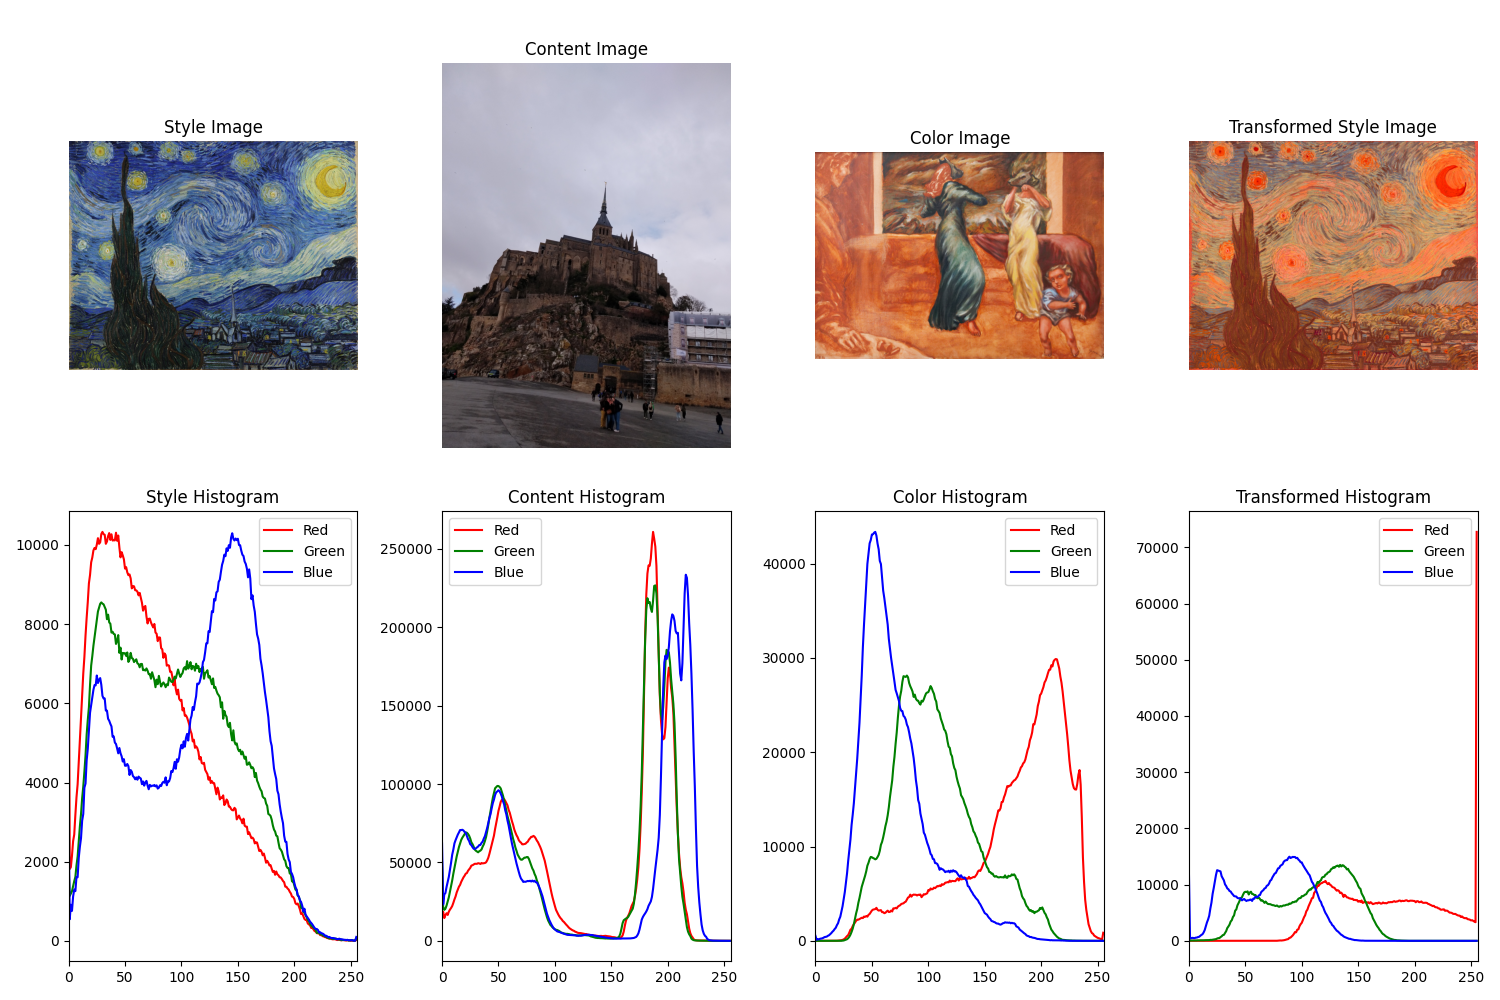 Style Image
Content Image
Color Image
Transformed Style Image
Style Histogram
10000
8000
6000
4000
2000
0
0 50 100 150 200 250
Red
Green
Blue
Content Histogram
250000
200000
150000
100000
50000
0
0 50 100 150 200 250
Red
Green
Blue
Color Histogram
40000
30000
20000
10000
0
0 50 100 150 200 250
Red
Green
Blue
Transformed Histogram
70000
60000
50000
40000
30000
20000
10000
0
0 50 100 150 200 250
Red
Green
Blue